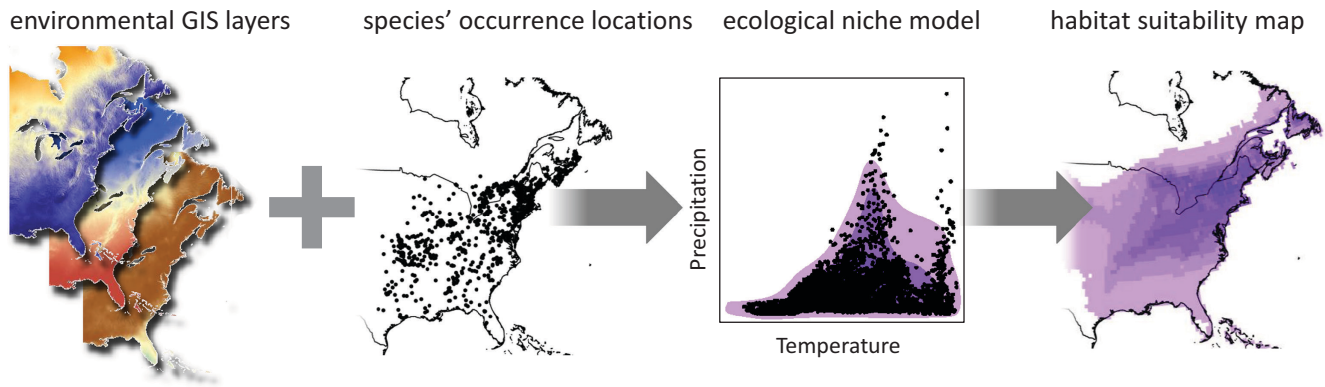 environmental GIS layers
species’ occurrence locations
ecological niche model
habitat suitability map
Precipitation
Temperature